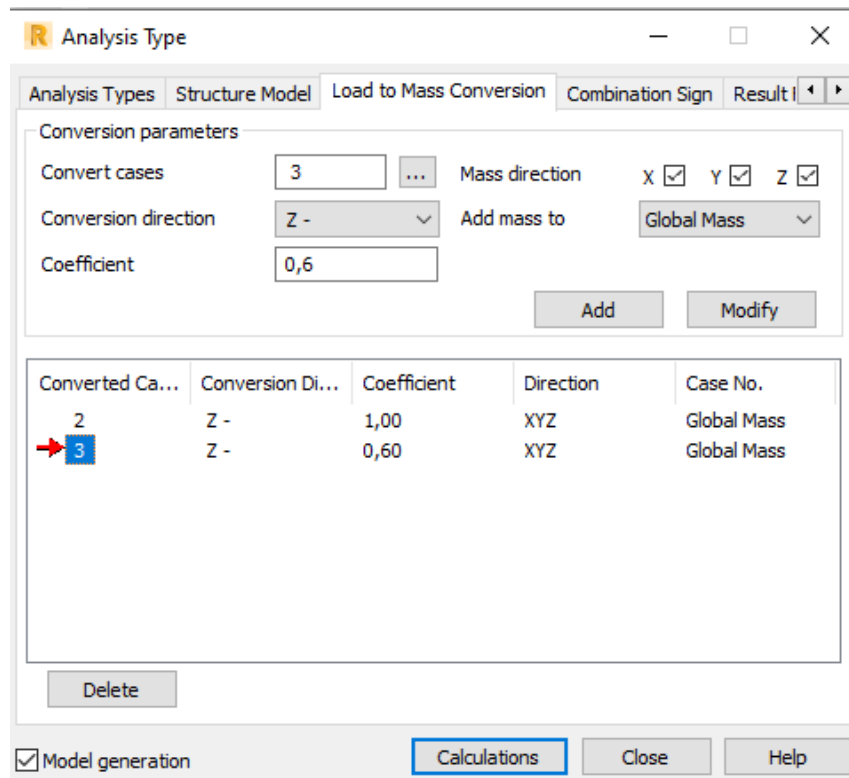 R Analysis Type
Analysis Types Structure Model Load to Mass Conversion Combination Sign Result
Conversion parameters
Convert cases 3 ... Mass direction X Y Z
Conversion direction Z - Add mass to Global Mass
Coefficient 0,6
Add Modify
Converted Ca... Conversion Di... Coefficient Direction Case No.
2 Z - 1,00 XYZ Global Mass
3 Z - 0,60 XYZ Global Mass
Delete
Model generation Calculations Close Help